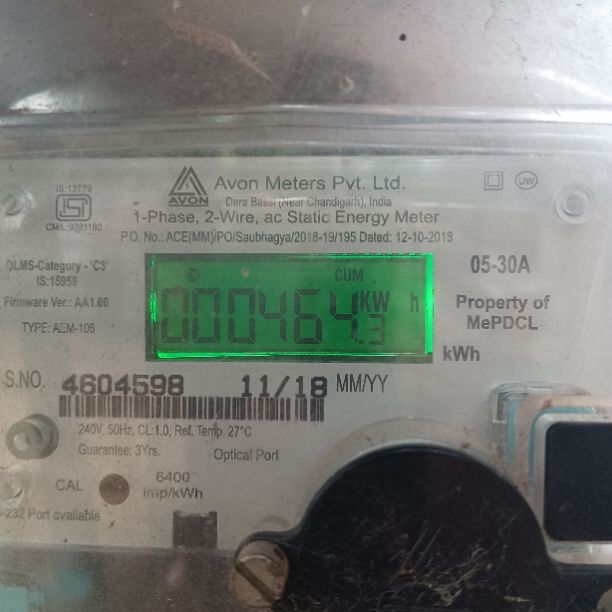 IS:13779
ISI
CM/L:9281180
AVON
Avon Meters Pvt. Ltd.
Dera Bassi (Near Chandigarh), India
UW
1-Phase, 2-Wire, ac Static Energy Meter
P.O. No.: ACE(MM)/PO/Saubhagya/2018-19/195 Dated: 12-10-2018
DLMS-Category - 'C3'
IS:15959
Firmware Ver.: AA1.00
TYPE: AEM-106
CUM
000464.3 KW h
05-30A
Property of
MePDCL
kWh
S.NO. 4604598 11/18 MM/YY
240V, 50Hz, CL:1.0, Ref. Temp. 27°C
Guarantee: 3Yrs.
Optical Port
CAL
6400
imp/kWh
-232 Port available